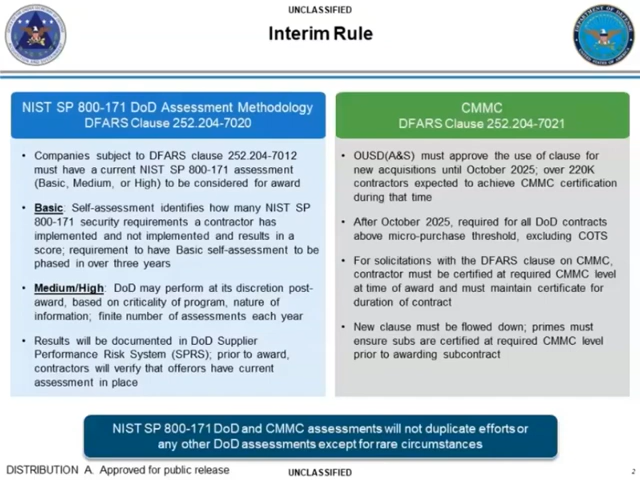 UNCLASSIFIED
Interim Rule
NIST SP 800-171 DoD Assessment Methodology
DFARS Clause 252.204-7020
• Companies subject to DFARS clause 252.204-7012
must have a current NIST SP 800-171 assessment
(Basic, Medium, or High) to be considered for award
• Basic: Self-assessment identifies how many NIST SP
800-171 security requirements a contractor has
implemented and not implemented and results in a
score; requirement to have Basic self-assessment to be
phased in over three years
• Medium/High: DoD may perform at its discretion post-
award, based on criticality of program, nature of
information; finite number of assessments each year
• Results will be documented in DoD Supplier
Performance Risk System (SPRS); prior to award,
contractors will verify that offerors have current
assessment in place
CMMC
DFARS Clause 252.204-7021
• OUSD(A&S) must approve the use of clause for
new acquisitions until October 2025; over 220K
contractors expected to achieve CMMC certification
during that time
• After October 2025, required for all DoD contracts
above micro-purchase threshold, excluding COTS
• For solicitations with the DFARS clause on CMMC,
contractor must be certified at required CMMC level
at time of award and must maintain certificate for
duration of contract
• New clause must be flowed down; primes must
ensure subs are certified at required CMMC level
prior to awarding subcontract
NIST SP 800-171 DoD and CMMC assessments will not duplicate efforts or
any other DoD assessments except for rare circumstances
DISTRIBUTION A. Approved for public release
UNCLASSIFIED
2